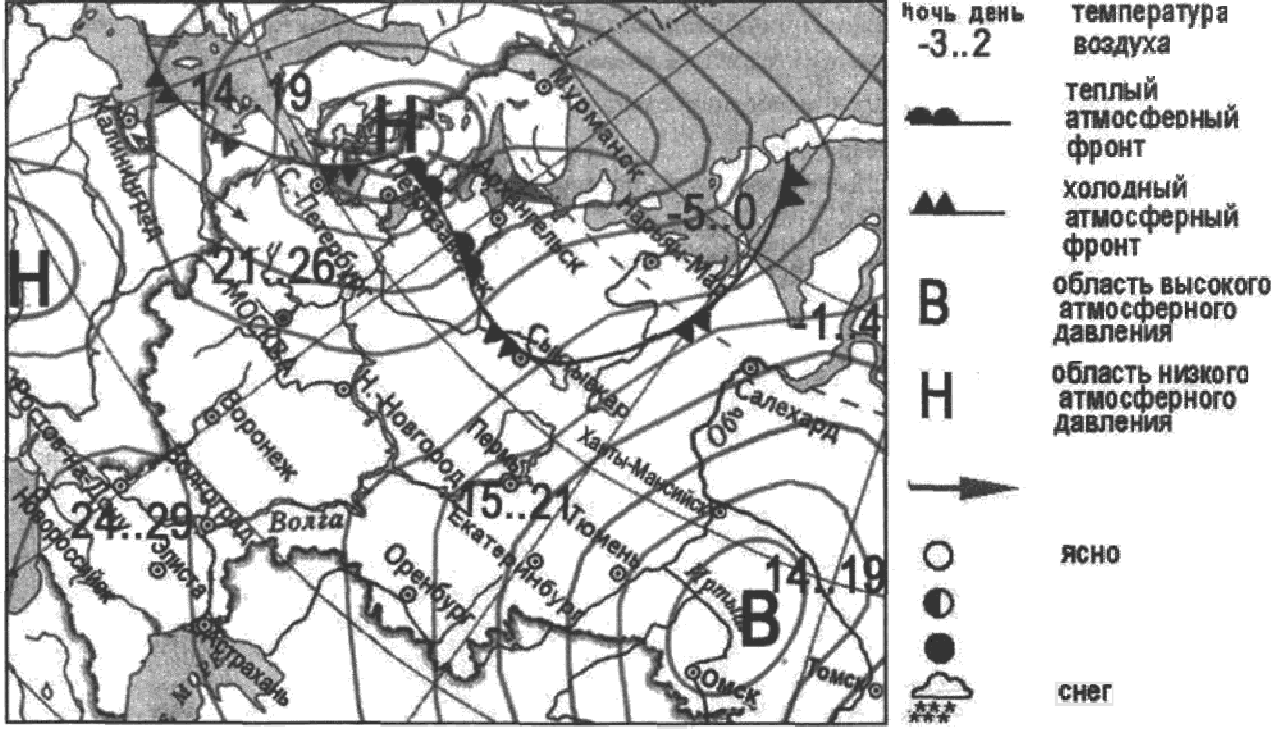 14..19
Н
Мурманск
Калининград
С.-Петербург
Петрозаводск
Архангельск
Нарьян-Мар
-5..0
21..26
Н
МОСКВА
Сыктывкар
-1..4
Салехард
Обь
Н. Новгород
Воронеж
Пермь
Ханты-Мансийск
Ростов-на-Дону
Волгоград
15..21
24..29
Волга
Новороссийск
Элиста
Екатеринбург
Тюмень
Оренбург
Иртыш
14..19
В
Астрахань
Омск
Томск
ночь день
температура
-3..2
воздуха
теплый
атмосферный
фронт
холодный
атмосферный
фронт
В
область высокого
атмосферного
давления
Н
область низкого
атмосферного
давления
ясно
снег